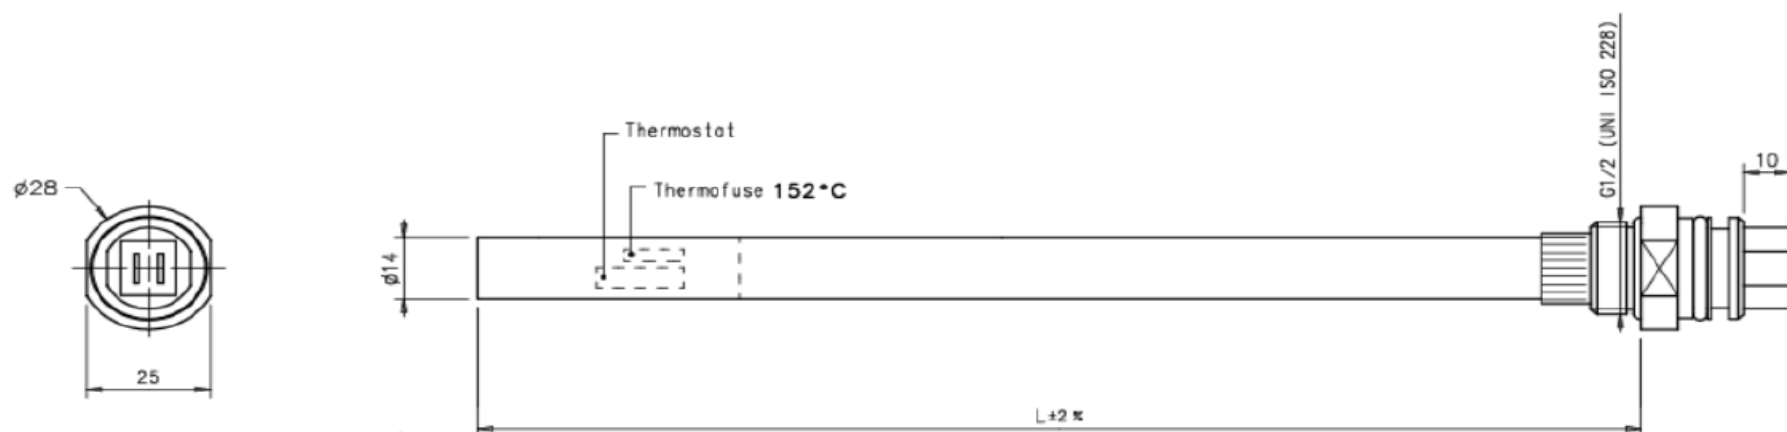 Thermostat
Thermofuse 152°C
ø28
ø14
25
L±2%
G1/2 (UNI ISO 228)
10